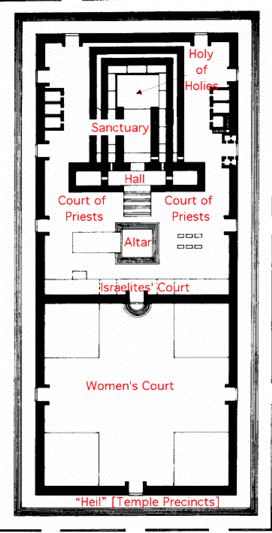 Holy
of
Holies
Sanctuary
Hall
Court of
Priests
Court of
Priests
Altar
Israelites' Court
Women's Court
“Heil” [Temple Precincts]